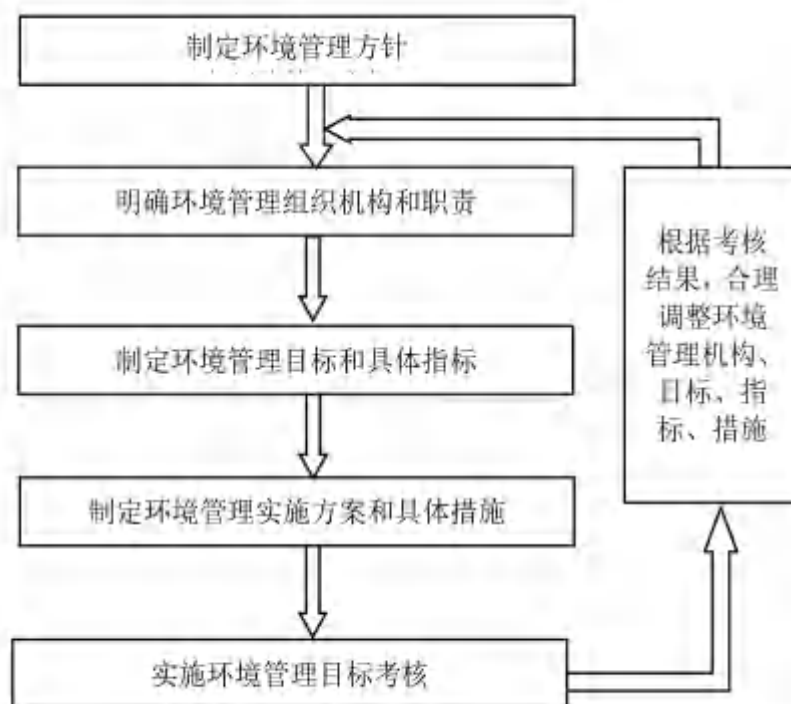 制定环境管理方针
明确环境管理组织机构和职责
制定环境管理目标和具体指标
制定环境管理实施方案和具体措施
实施环境管理目标考核
根据考核
结果，合理
调整环境
管理机构、
目标、指
标、措施